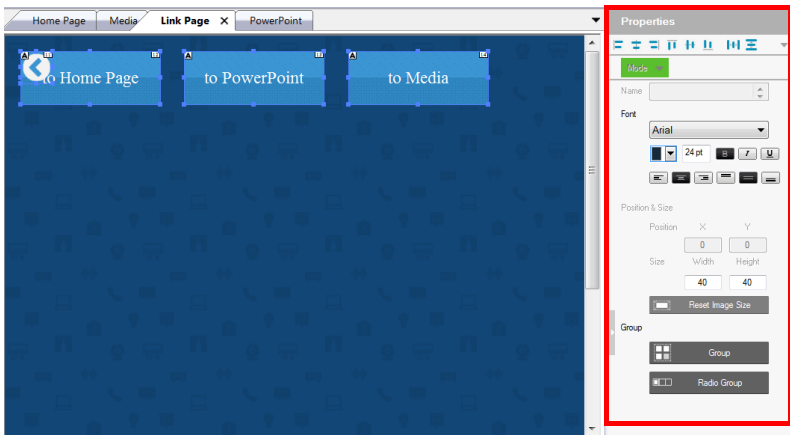 Home Page Media Link Page X PowerPoint
Properties
to Home Page to PowerPoint to Media
Mode
Name
Font
Arial
24 pt B I U
Position & Size
Position X Y
0 0
Size Width Height
40 40
Reset Image Size
Group
Group
Radio Group